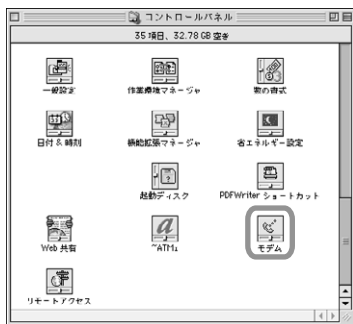 コントロールパネル
35 項目、32.78 GB 空き
一般設定
作業環境マネージャ
数の書式
日付 & 時刻
機能拡張マネージャ
省エネルギー設定
起動ディスク
PDFWriter ショートカット
Web 共有
~ATM™
モデム
リモートアクセス